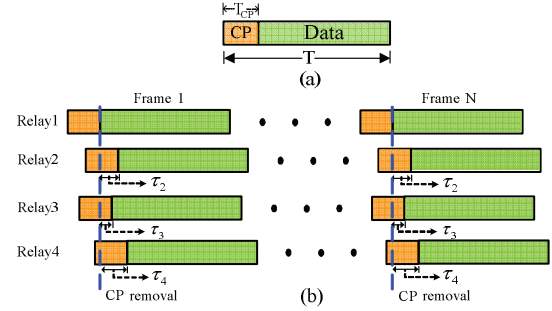 T_CP
CP Data
T
(a)
Frame 1 Frame N
Relay1
Relay2
τ2 τ2
Relay3
τ3 τ3
Relay4
τ4 τ4
CP removal (b) CP removal